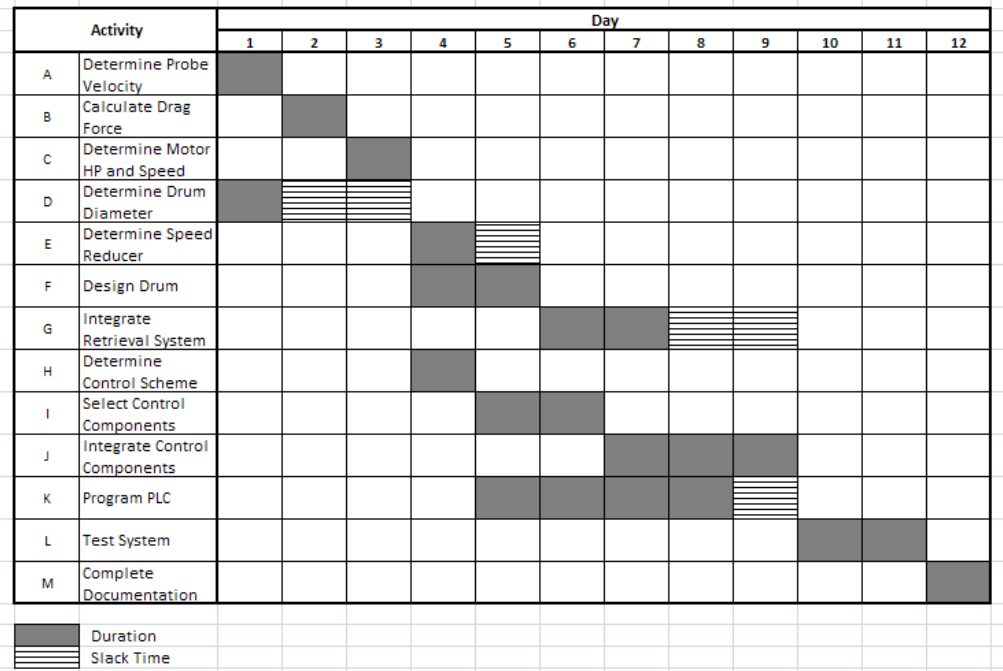 Activity
Day
1 2 3 4 5 6 7 8 9 10 11 12
A
Determine Probe
Velocity
B
Calculate Drag
Force
C
Determine Motor
HP and Speed
D
Determine Drum
Diameter
E
Determine Speed
Reducer
F
Design Drum
G
Integrate
Retrieval System
H
Determine
Control Scheme
I
Select Control
Components
J
Integrate Control
Components
K
Program PLC
L
Test System
M
Complete
Documentation
Duration
Slack Time